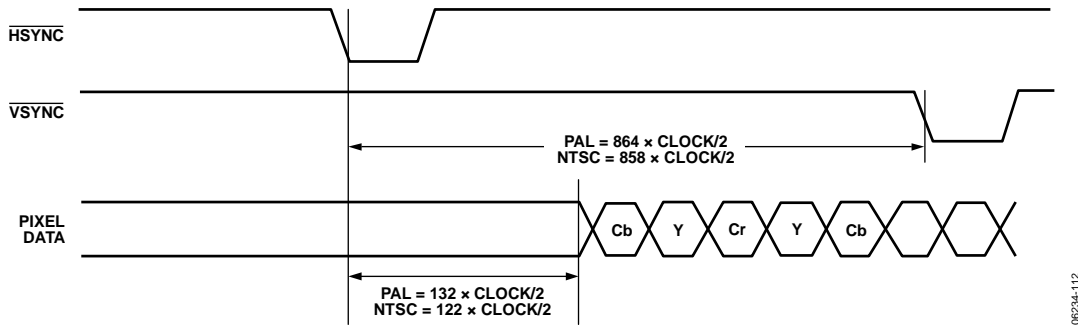 HSYNC
VSYNC
PAL = 864 × CLOCK/2
NTSC = 858 × CLOCK/2
PIXEL
DATA
Cb Y Cr Y Cb
PAL = 132 × CLOCK/2
NTSC = 122 × CLOCK/2
06234-112